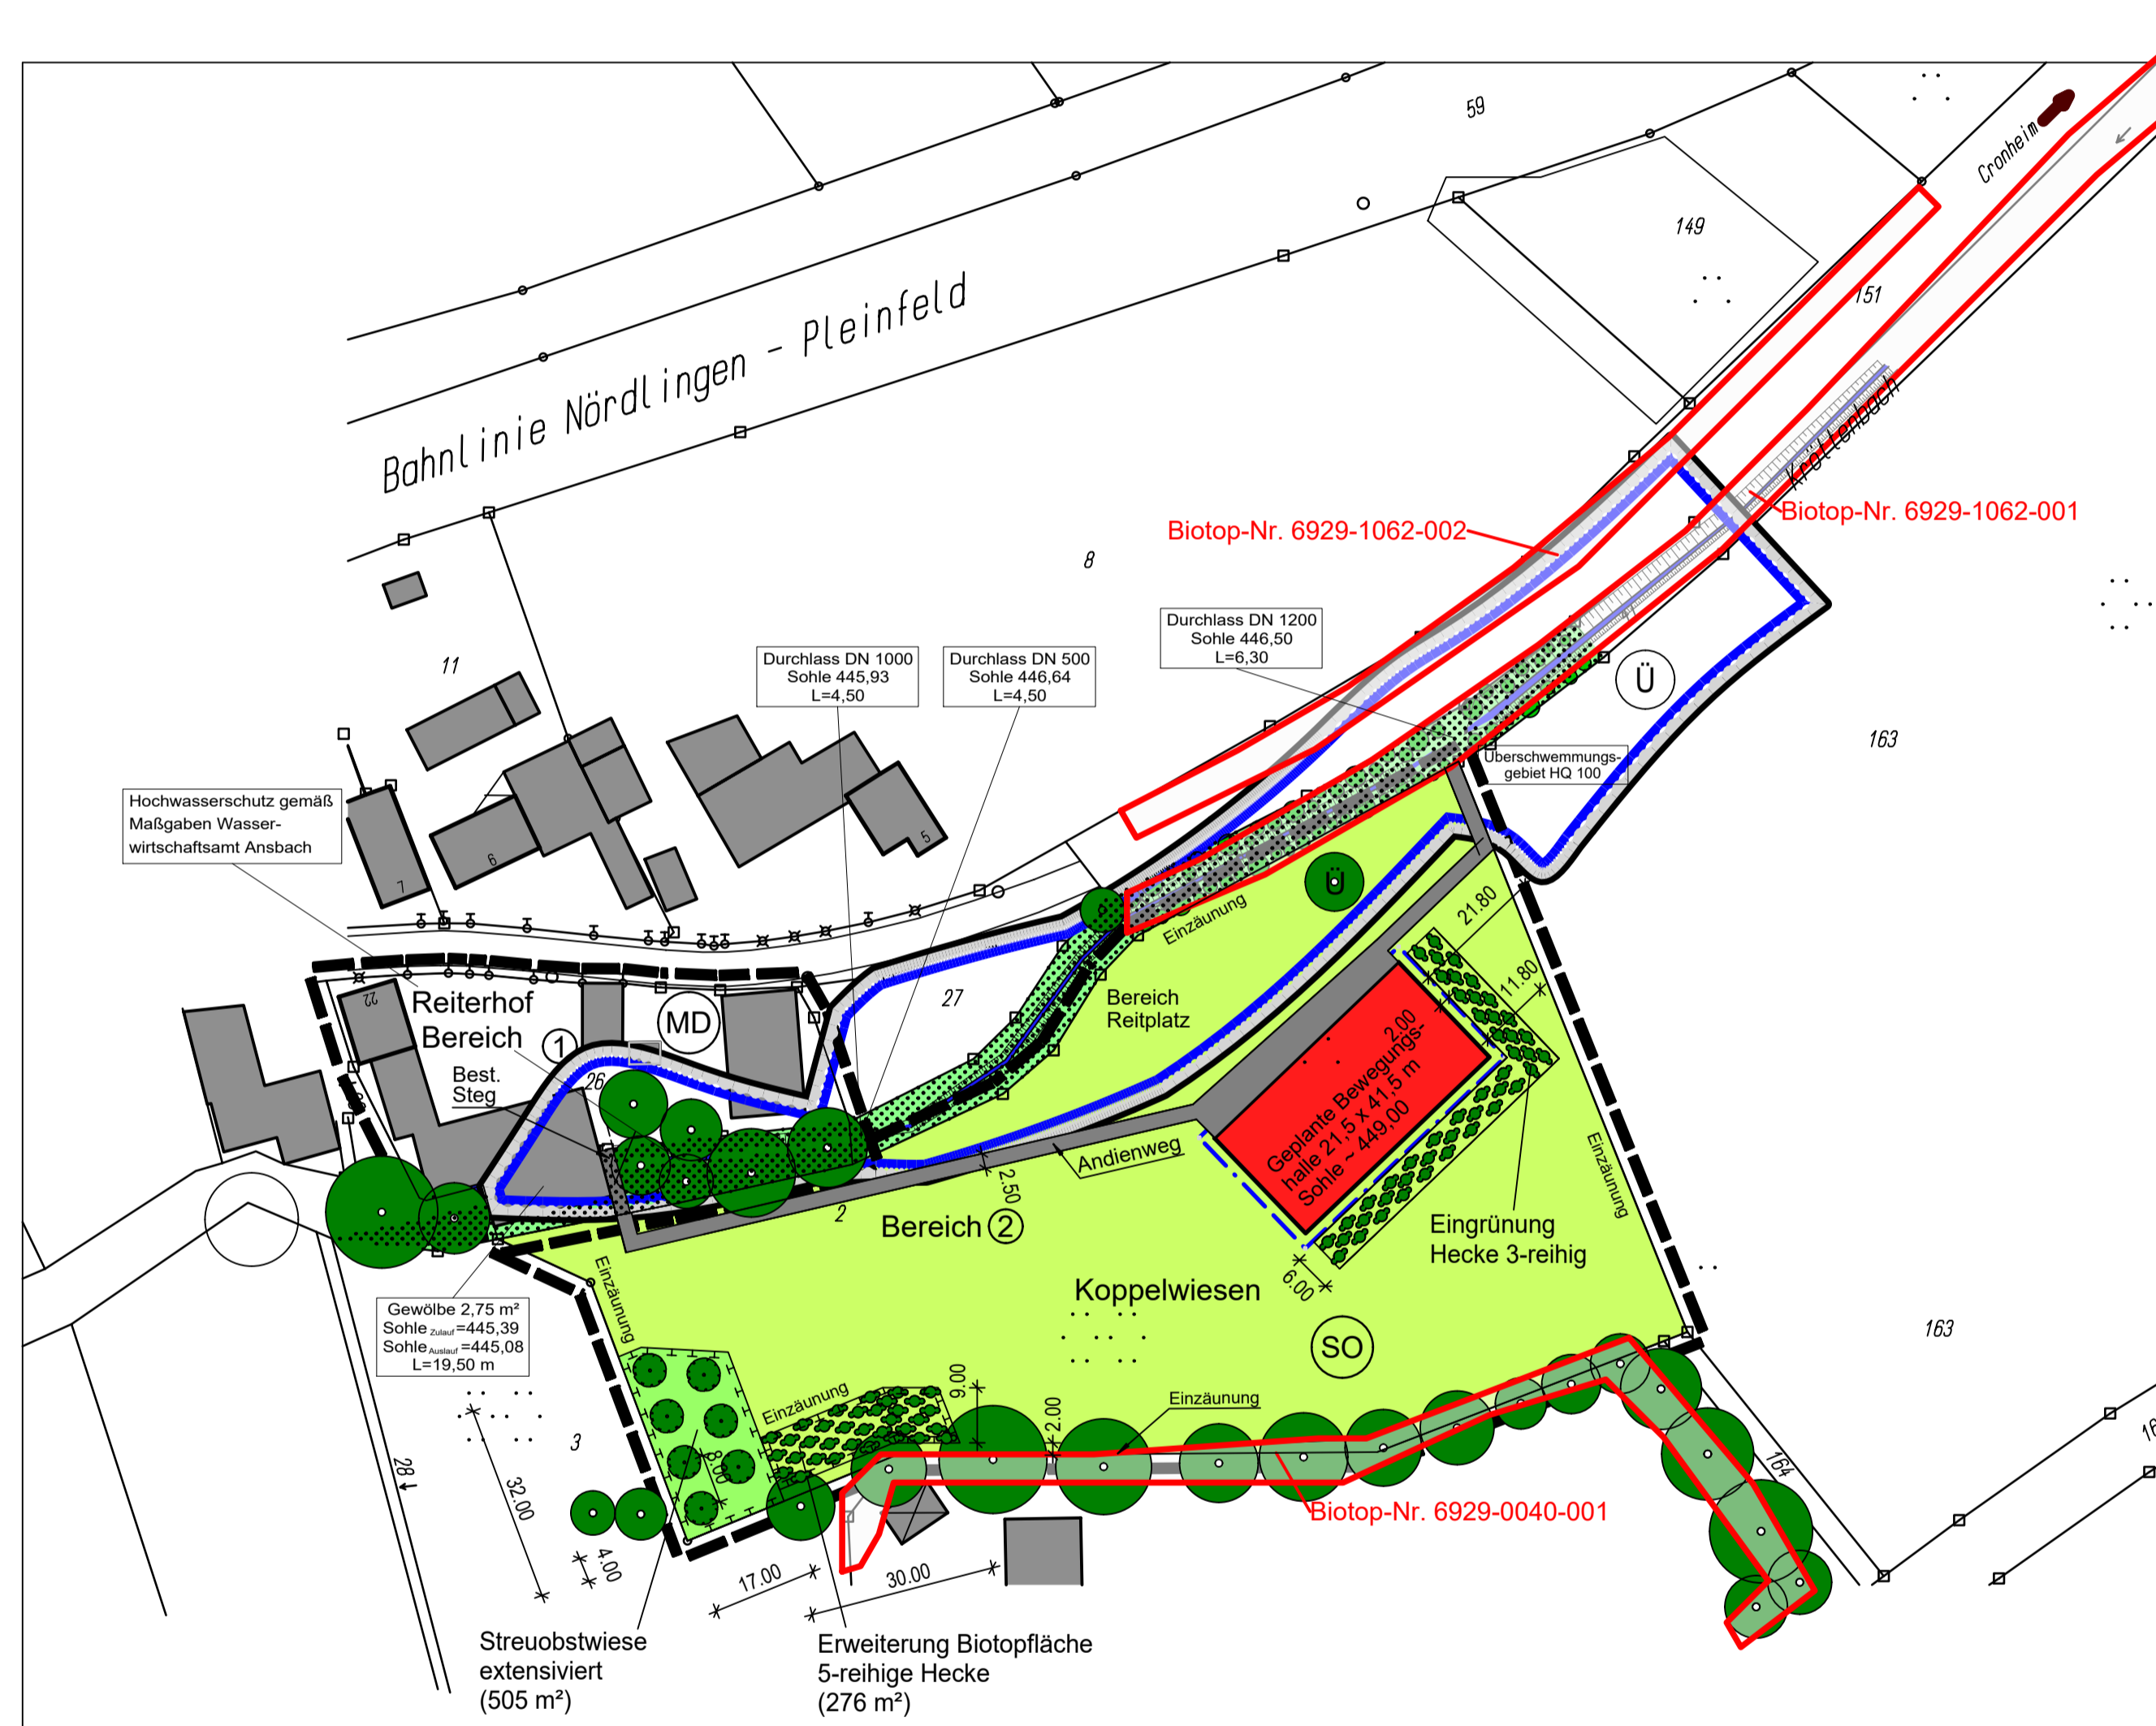 59
Cronheim
149
151
Bahnlinie Nördlingen - Pleinfeld
Krottenbach
Biotop-Nr. 6929-1062-002
Biotop-Nr. 6929-1062-001
8
11
Durchlass DN 1000
Sohle 445,93
L=4,50
Durchlass DN 500
Sohle 446,64
L=4,50
Durchlass DN 1200
Sohle 446,50
L=6,30
Ü
163
Überschwemmungs-
gebiet HQ 100
Hochwasserschutz gemäß
Maßgaben Wasser-
wirtschaftsamt Ansbach
7
6
5
Ü
Einzäunung
21.80
11.80
2.00
22
Reiterhof
Bereich
1
MD
27
Bereich
Reitplatz
Best.
Steg
26
Geplante Bewegungs-
halle 21,5 x 41,5 m
Sohle ~ 449,00
Andienweg
2.50
2
Bereich 2
Einzäunung
Eingrünung
Hecke 3-reihig
6.00
Koppelwiesen
SO
Einzäunung
Gewölbe 2,75 m²
Sohle Zulauf =445,39
Sohle Auslauf =445,08
L=19,50 m
163
3
28
32.00
4.00
8.00
Einzäunung
9.00
2.00
Einzäunung
164
Biotop-Nr. 6929-0040-001
17.00
30.00
Streuobstwiese
extensiviert
(505 m²)
Erweiterung Biotopfläche
5-reihige Hecke
(276 m²)